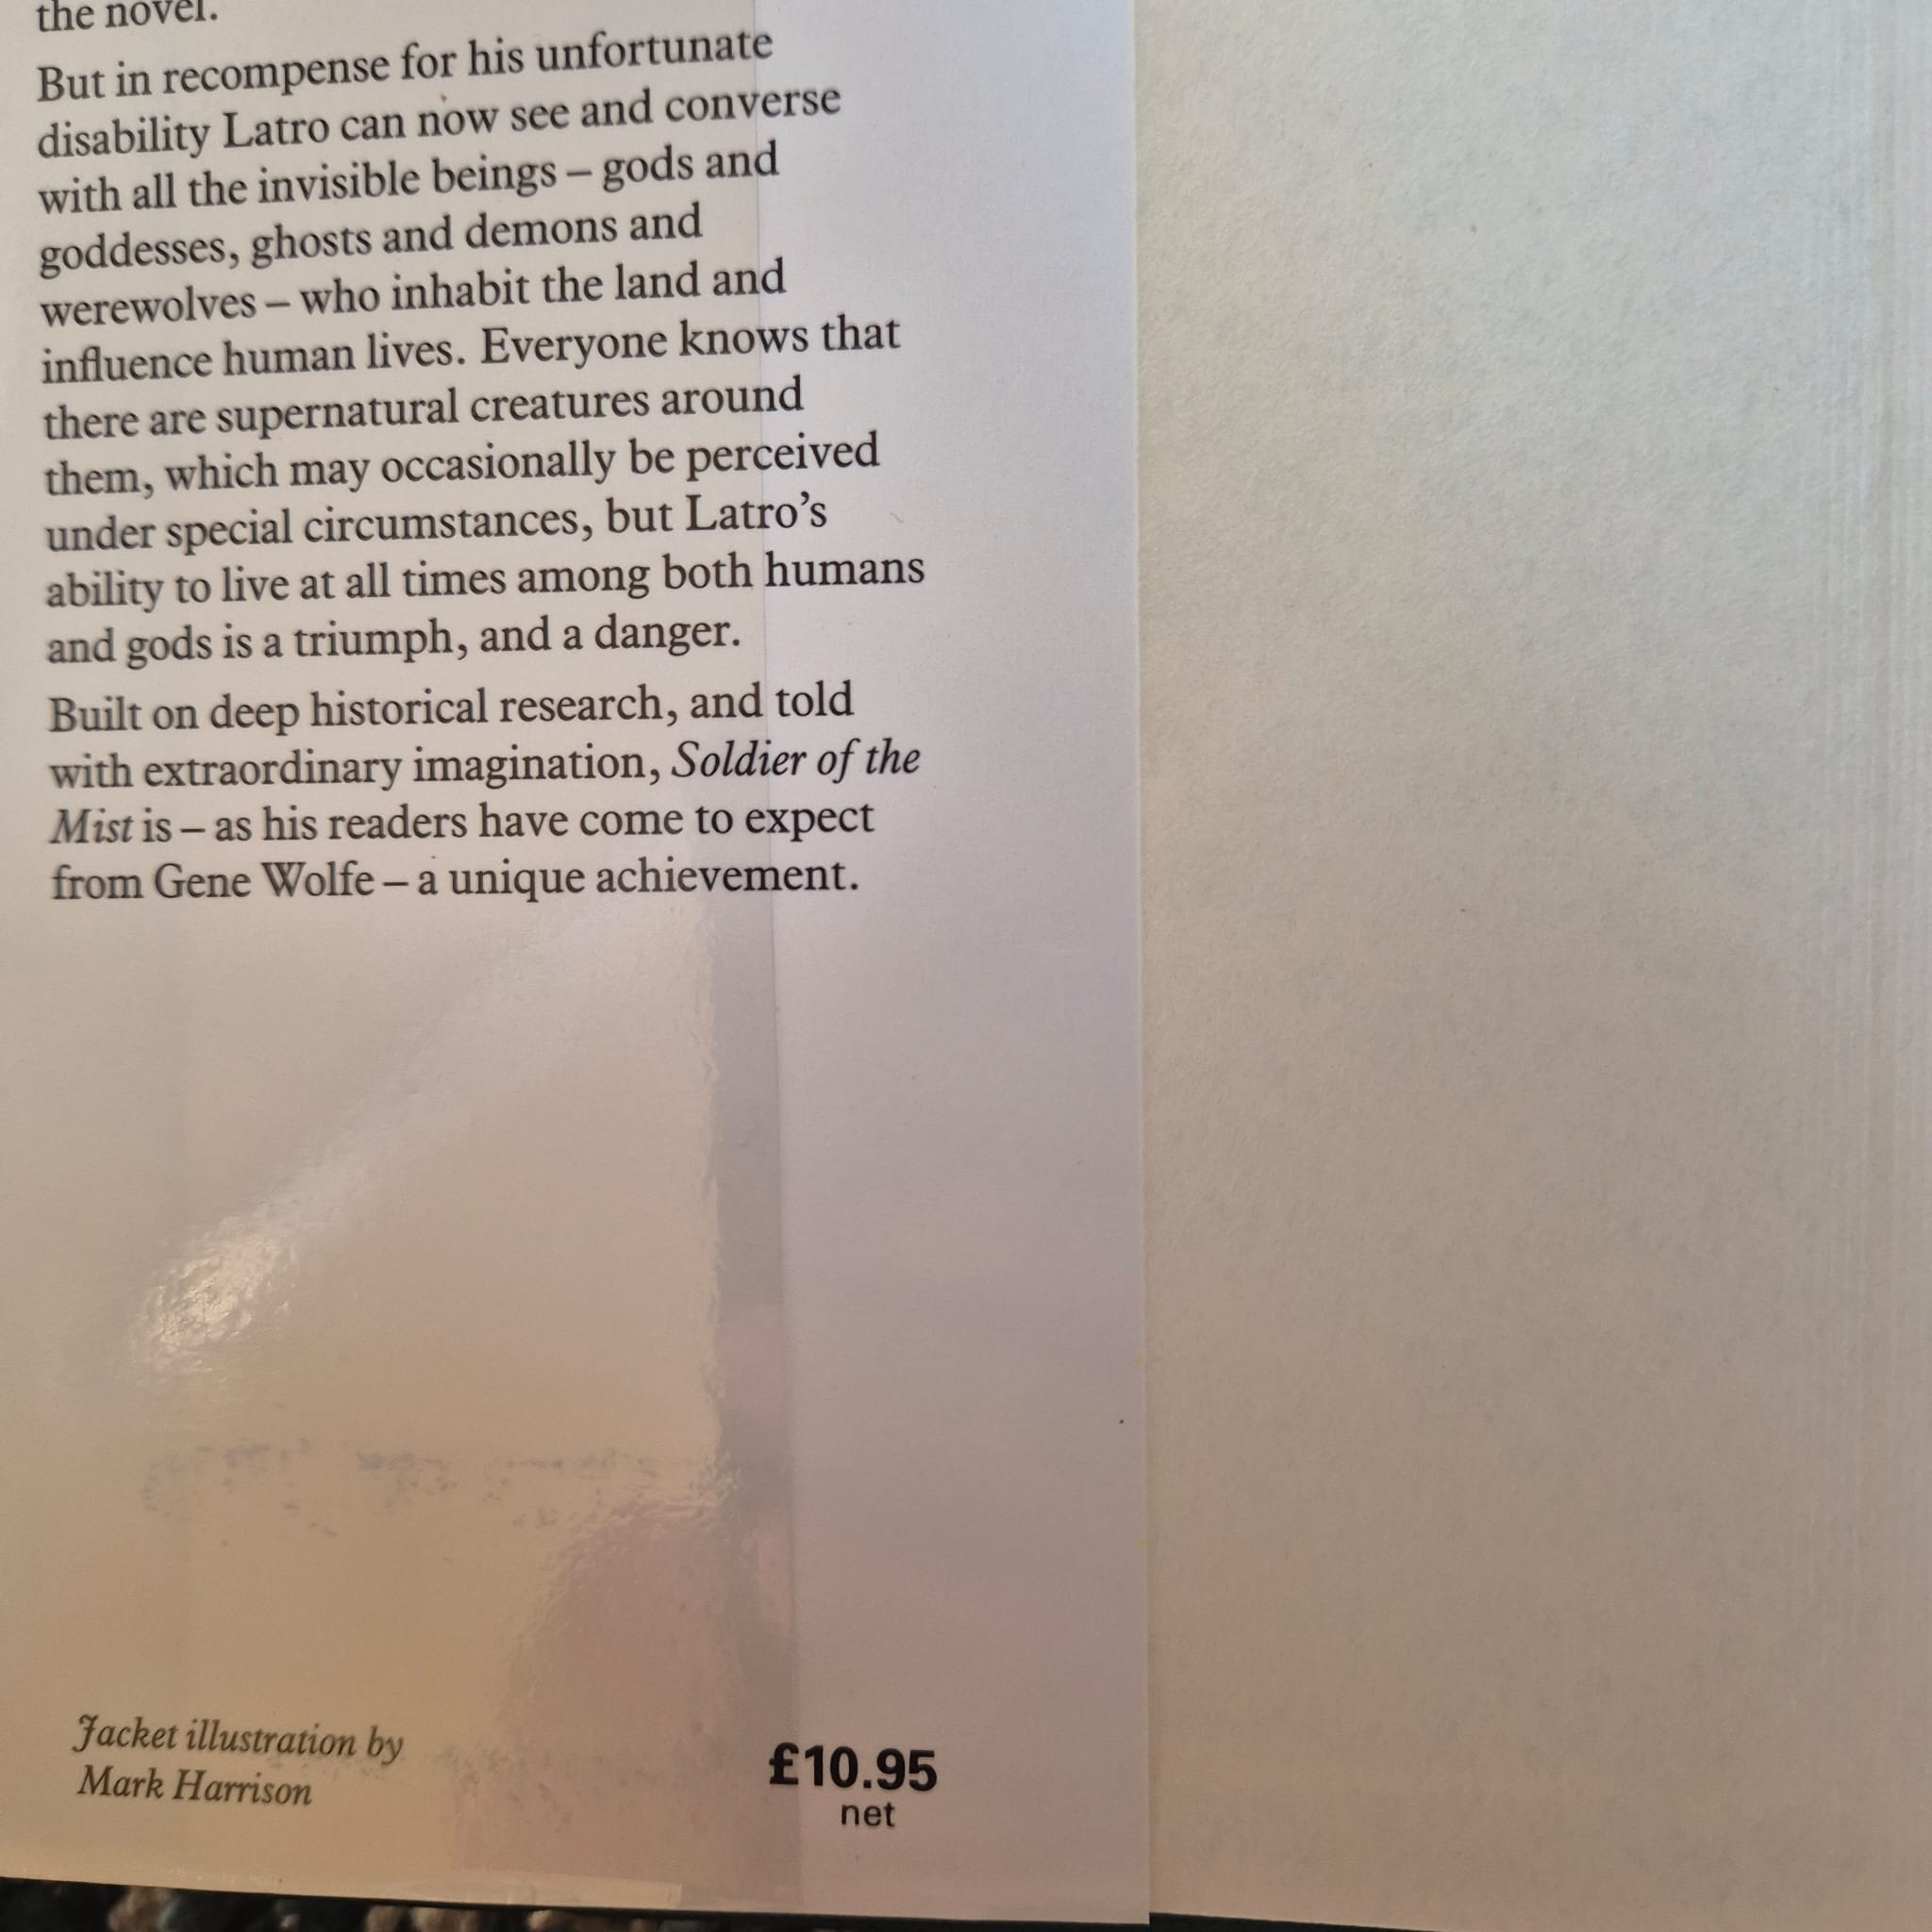 the novel.
But in recompense for his unfortunate
disability Latro can now see and converse
with all the invisible beings – gods and
goddesses, ghosts and demons and
werewolves – who inhabit the land and
influence human lives. Everyone knows that
there are supernatural creatures around
them, which may occasionally be perceived
under special circumstances, but Latro’s
ability to live at all times among both humans
and gods is a triumph, and a danger.
Built on deep historical research, and told
with extraordinary imagination, Soldier of the
Mist is – as his readers have come to expect
from Gene Wolfe – a unique achievement.
Jacket illustration by
Mark Harrison
£10.95
net